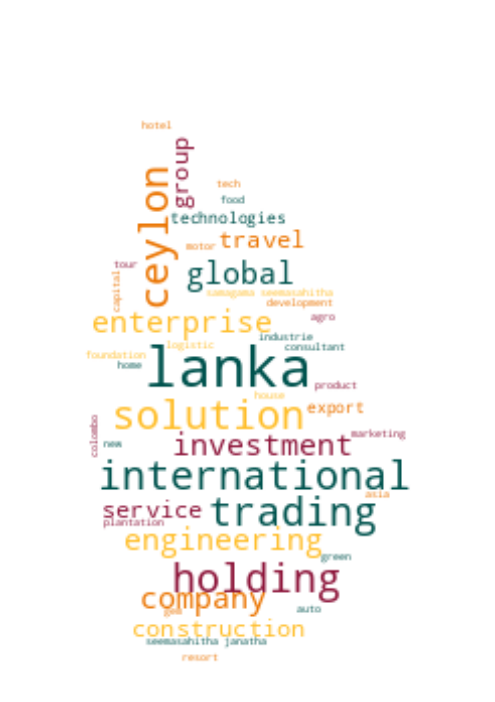 hotel
group
tech
ceylon
food
technologies
travel
motor
tour
global
capital
samagama seemasahitha
development
enterprise
agro
industrie
logistic
consultant
foundation
lanka
home
product
house
solution
export
colombo
marketing
new
investment
international
asia
service
trading
plantation
engineering
green
holding
company
gem
auto
construction
seemasahitha janatha
resort